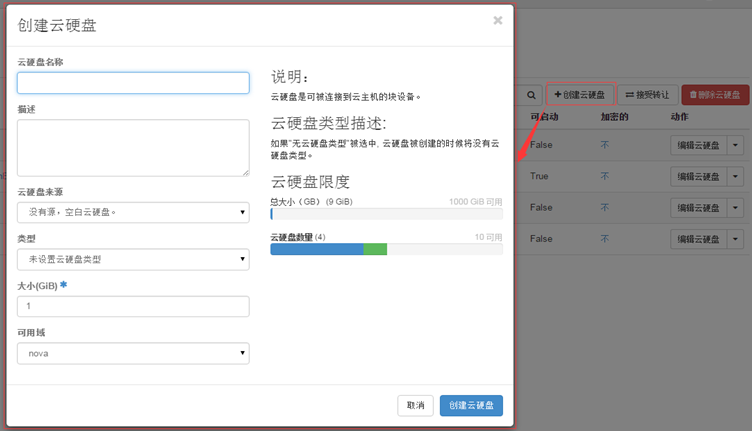 创建云硬盘
×
云硬盘名称
描述
云硬盘来源
没有源，空白云硬盘。
类型
未设置云硬盘类型
大小(GiB) *
1
可用域
nova
说明：
云硬盘是可被连接到云主机的块设备。
云硬盘类型描述:
如果"无云硬盘类型"被选中, 云硬盘被创建的时候将没有云
硬盘类型。
云硬盘限度
总大小（GB） (9 GiB) 1000 GiB 可用
云硬盘数量 (4) 10 可用
取消 创建云硬盘
+创建云硬盘 接受转让 删除云硬盘
可启动 加密的 动作
False 不 编辑云硬盘
True 不 编辑云硬盘
False 不 编辑云硬盘
False 不 编辑云硬盘